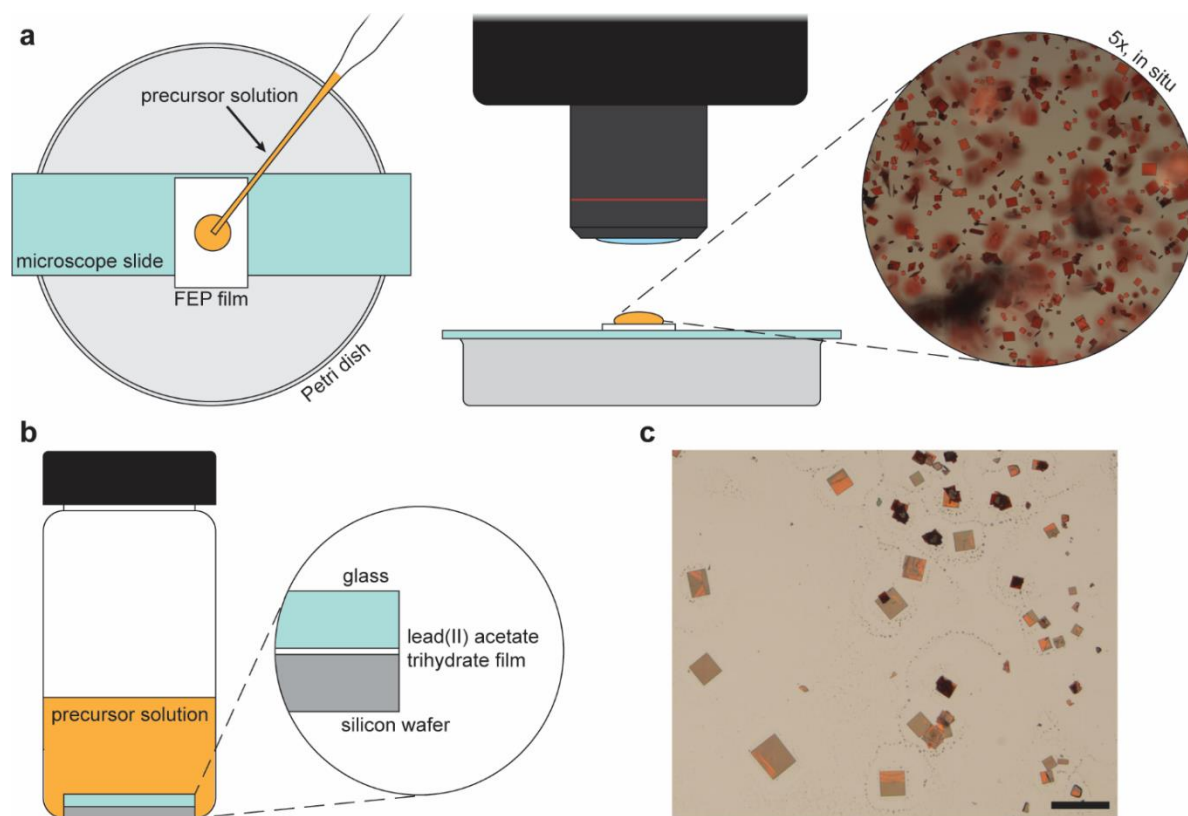 a
precursor solution
microscope slide
FEP film
Petri dish
5x, in situ
b
precursor solution
glass
lead(II) acetate
trihydrate film
silicon wafer
c